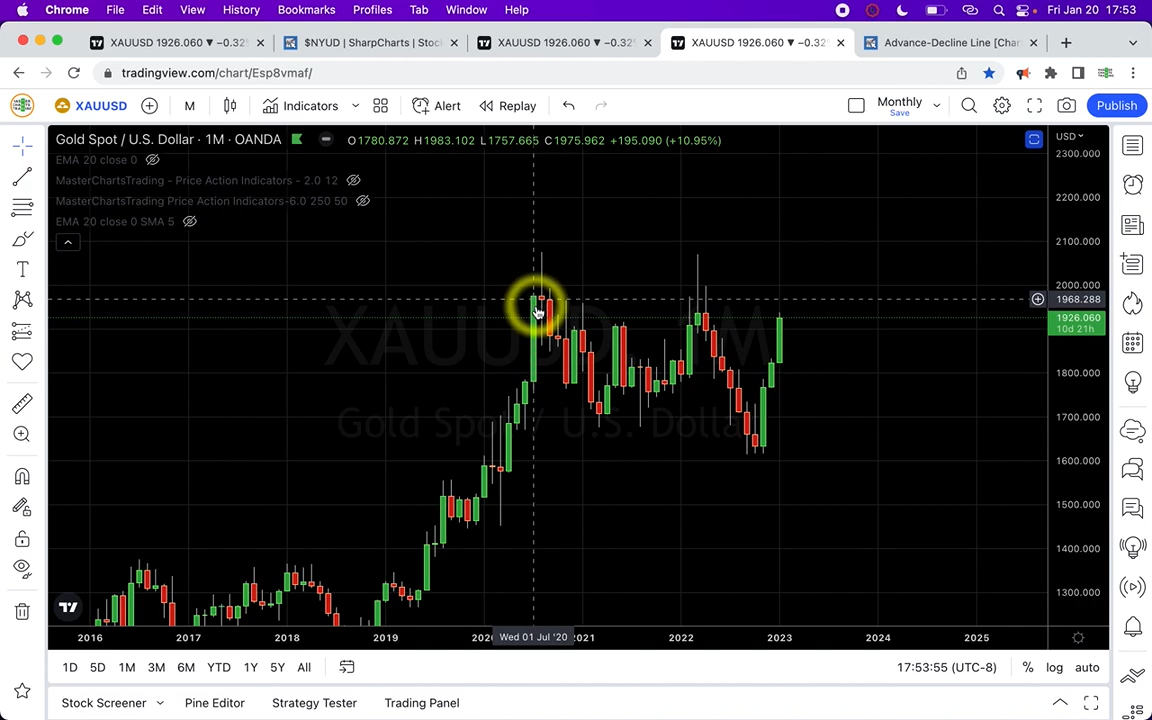 Chrome File Edit View History Bookmarks Profiles Tab Window Help Fri Jan 20 17:53
XAUUSD 1926.060 ▼ −0.32% $NYUD | SharpCharts | Stoc XAUUSD 1926.060 ▼ −0.32% XAUUSD 1926.060 ▼ −0.32% Advance-Decline Line [Char
tradingview.com/chart/Esp8vmaf/
XAUUSD M Indicators Alert Replay Monthly Save Publish
Gold Spot / U.S. Dollar · 1M · OANDA O1780.872 H1983.102 L1757.665 C1975.962 +195.090 (+10.95%) USD
EMA 20 close 0
MasterChartsTrading - Price Action Indicators - 2.0 12
MasterChartsTrading Price Action Indicators-6.0 250 50
EMA 20 close 0 SMA 5
2300.000
2200.000
2100.000
2000.000
1968.288
1926.060
10d 21h
1800.000
1700.000
1600.000
1500.000
1400.000
1300.000
XAUUSD, 1M
Gold Spot / U.S. Dollar
2016 2017 2018 2019 2020 Wed 01 Jul '20 2021 2022 2023 2024 2025
1D 5D 1M 3M 6M YTD 1Y 5Y All 17:53:55 (UTC-8) % log auto
Stock Screener Pine Editor Strategy Tester Trading Panel